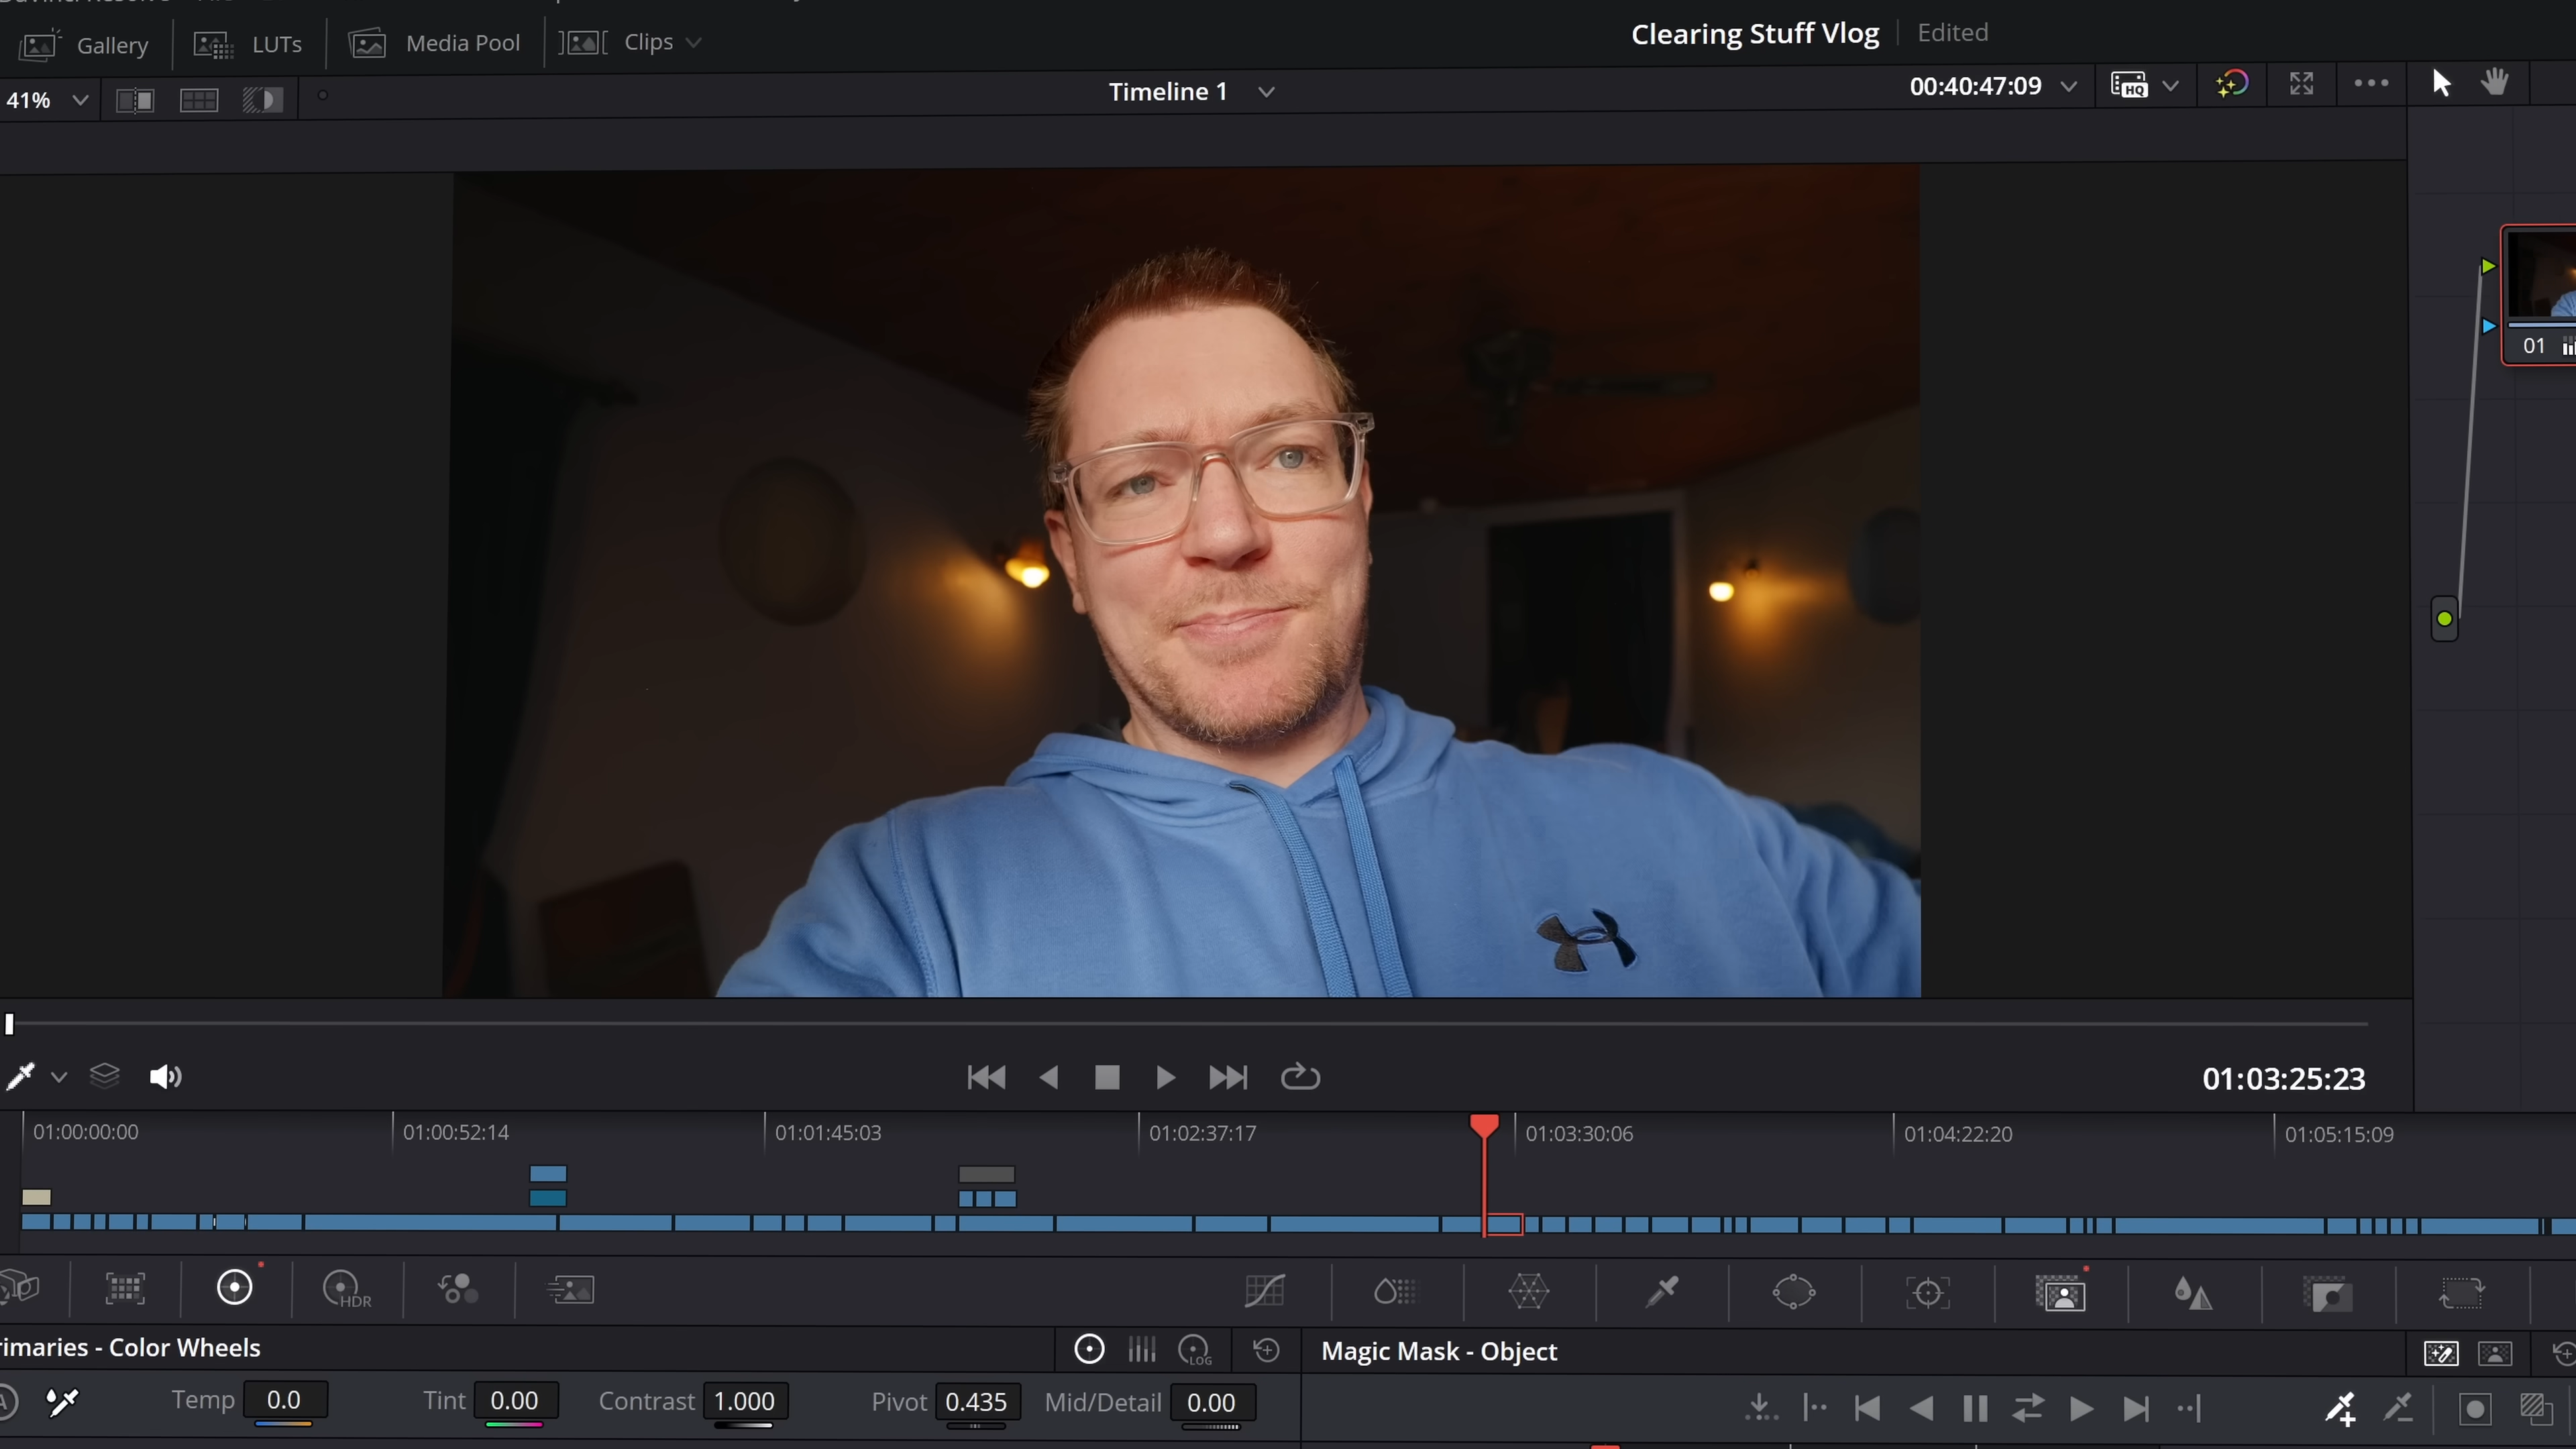 Gallery LUTs Media Pool Clips Clearing Stuff Vlog Edited
41% Timeline 1 00:40:47:09 HQ
01
01:03:25:23
01:00:00:00 01:00:52:14 01:01:45:03 01:02:37:17 01:03:30:06 01:04:22:20 01:05:15:09
HDR
rimaries - Color Wheels LOG Magic Mask - Object
A Temp 0.0 Tint 0.00 Contrast 1.000 Pivot 0.435 Mid/Detail 0.00